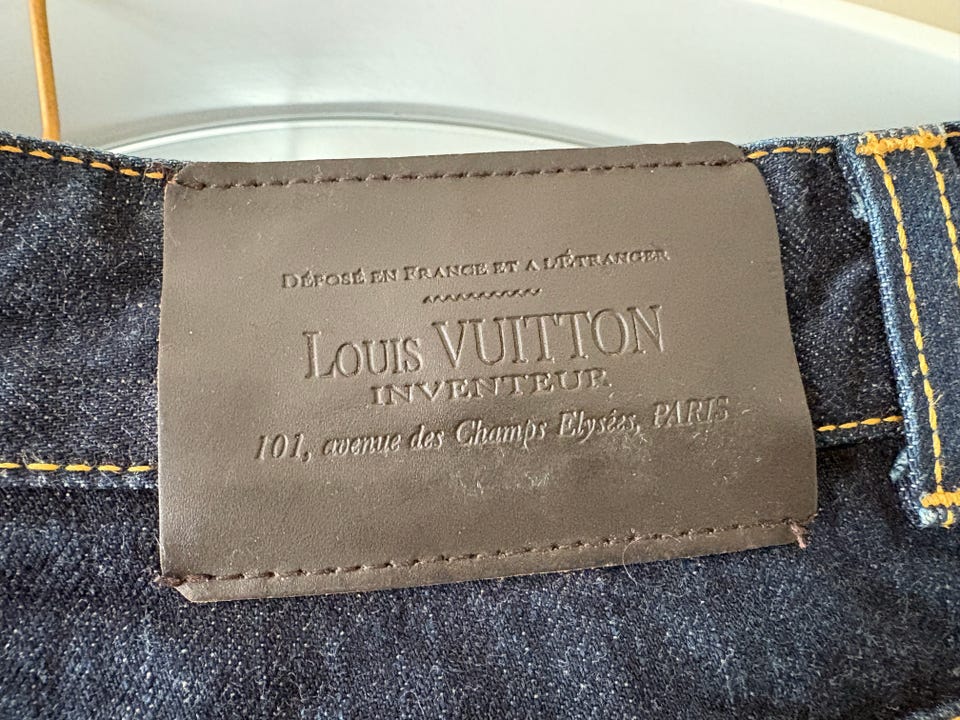 DÉPOSÉ EN FRANCE ET A L'ÉTRANGER
LOUIS VUITTON
INVENTEUR
101, avenue des Champs Elysées, PARIS